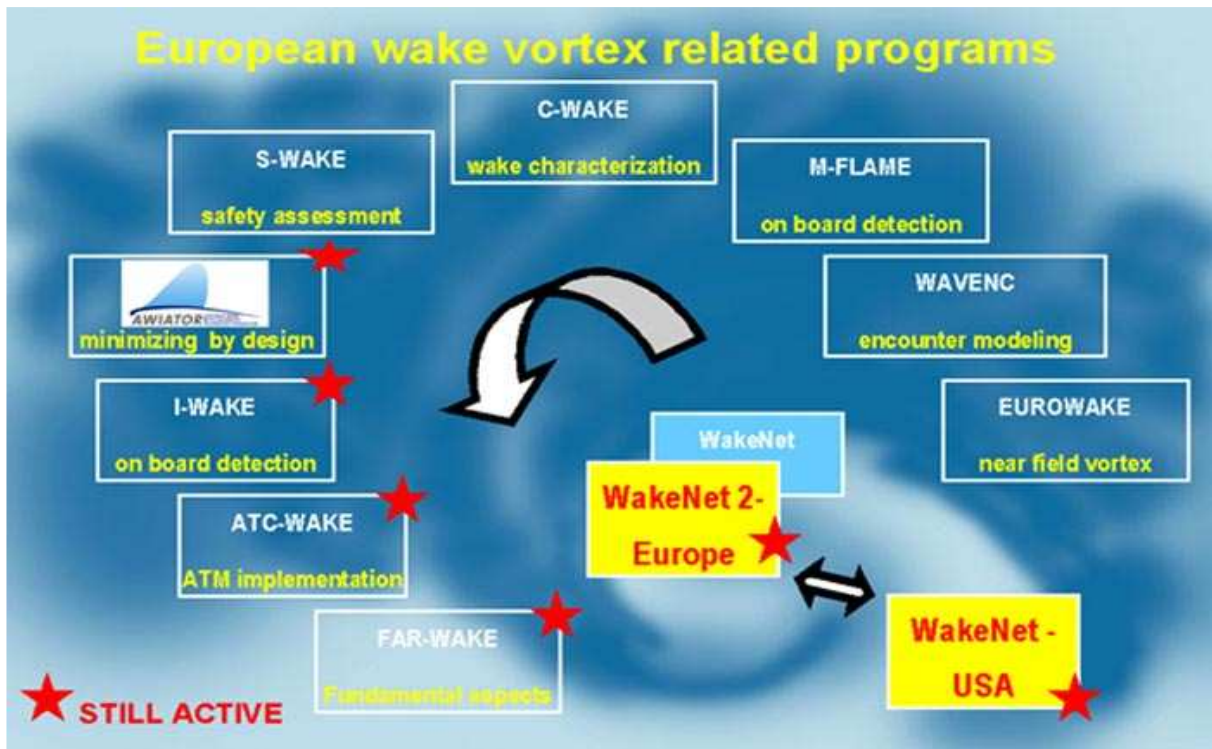 European wake vortex related programs
C-WAKE
wake characterization
S-WAKE
safety assessment
M-FLAME
on board detection
AWIATOR
minimizing by design
WAVENC
encounter modeling
I-WAKE
on board detection
EUROWAKE
near field vortex
WakeNet
WakeNet 2-
Europe
ATC-WAKE
ATM implementation
FAR-WAKE
Fundamental aspects
WakeNet -
USA
STILL ACTIVE